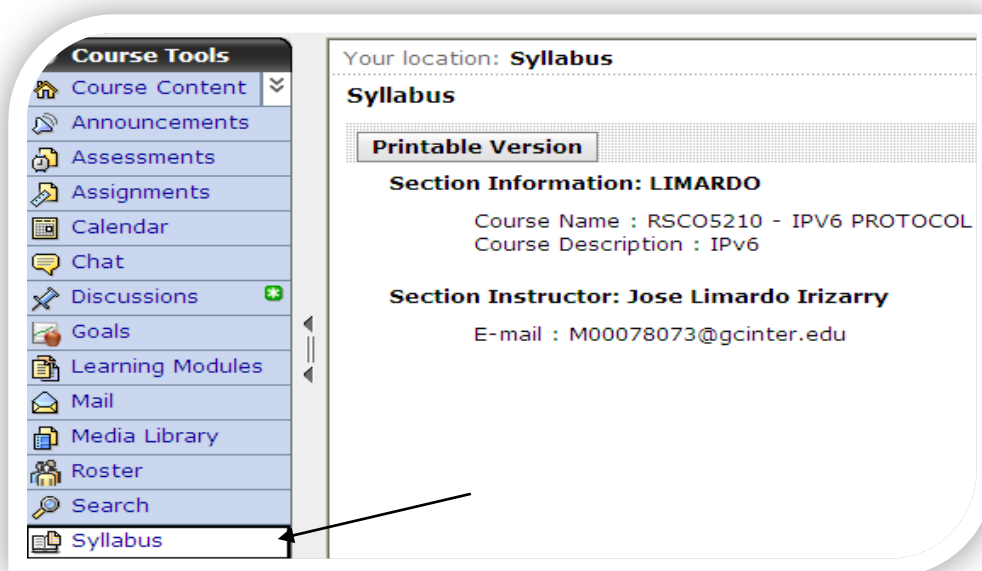 Course Tools
Course Content
Announcements
Assessments
Assignments
Calendar
Chat
Discussions
Goals
Learning Modules
Mail
Media Library
Roster
Search
Syllabus
Your location: Syllabus
Syllabus
Printable Version
Section Information: LIMARDO
Course Name : RSCO5210 - IPV6 PROTOCOL
Course Description : IPv6
Section Instructor: Jose Limardo Irizarry
E-mail : M00078073@gcinter.edu